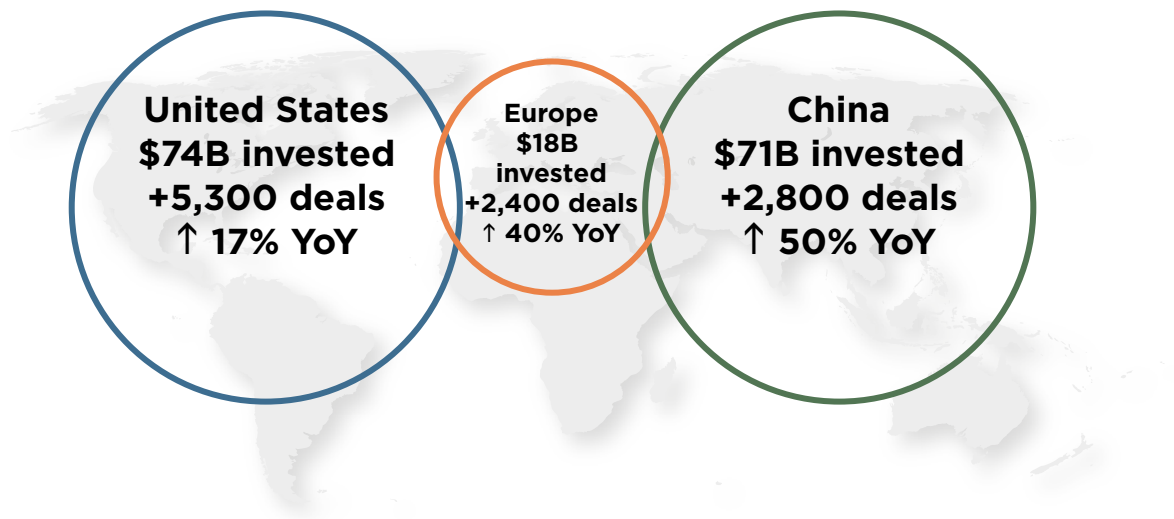 United States
$74B invested
+5,300 deals
↑ 17% YoY
Europe
$18B
invested
+2,400 deals
↑ 40% YoY
China
$71B invested
+2,800 deals
↑ 50% YoY